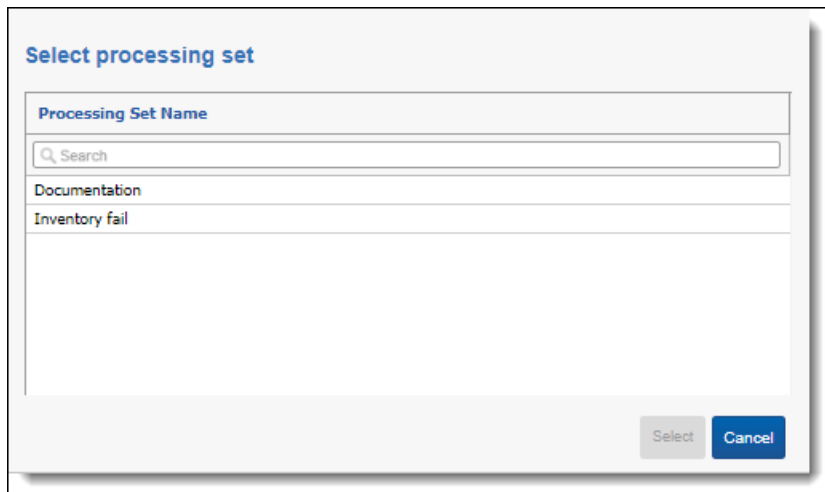 Select processing set
Processing Set Name
Search
Documentation
Inventory fail
Select Cancel